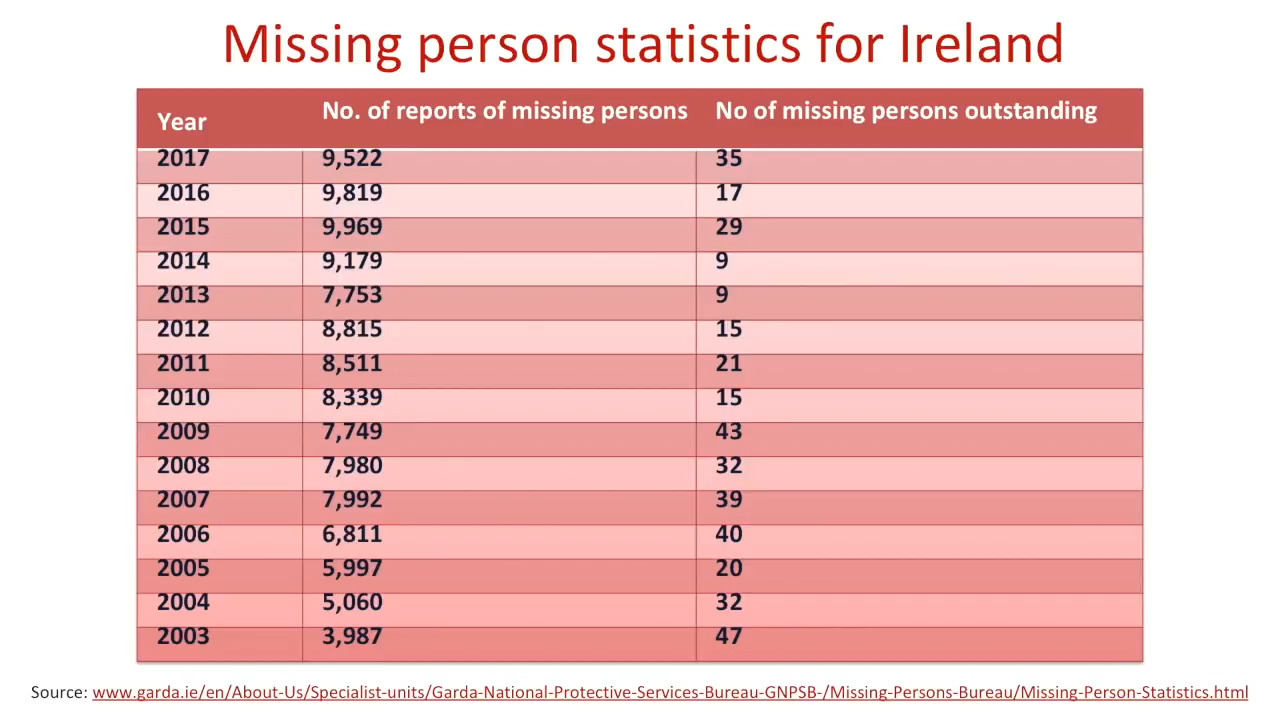 Missing person statistics for Ireland
Year No. of reports of missing persons No of missing persons outstanding
2017 9,522 35
2016 9,819 17
2015 9,969 29
2014 9,179 9
2013 7,753 9
2012 8,815 15
2011 8,511 21
2010 8,339 15
2009 7,749 43
2008 7,980 32
2007 7,992 39
2006 6,811 40
2005 5,997 20
2004 5,060 32
2003 3,987 47
Source: www.garda.ie/en/About-Us/Specialist-units/Garda-National-Protective-Services-Bureau-GNPSB-/Missing-Persons-Bureau/Missing-Person-Statistics.html